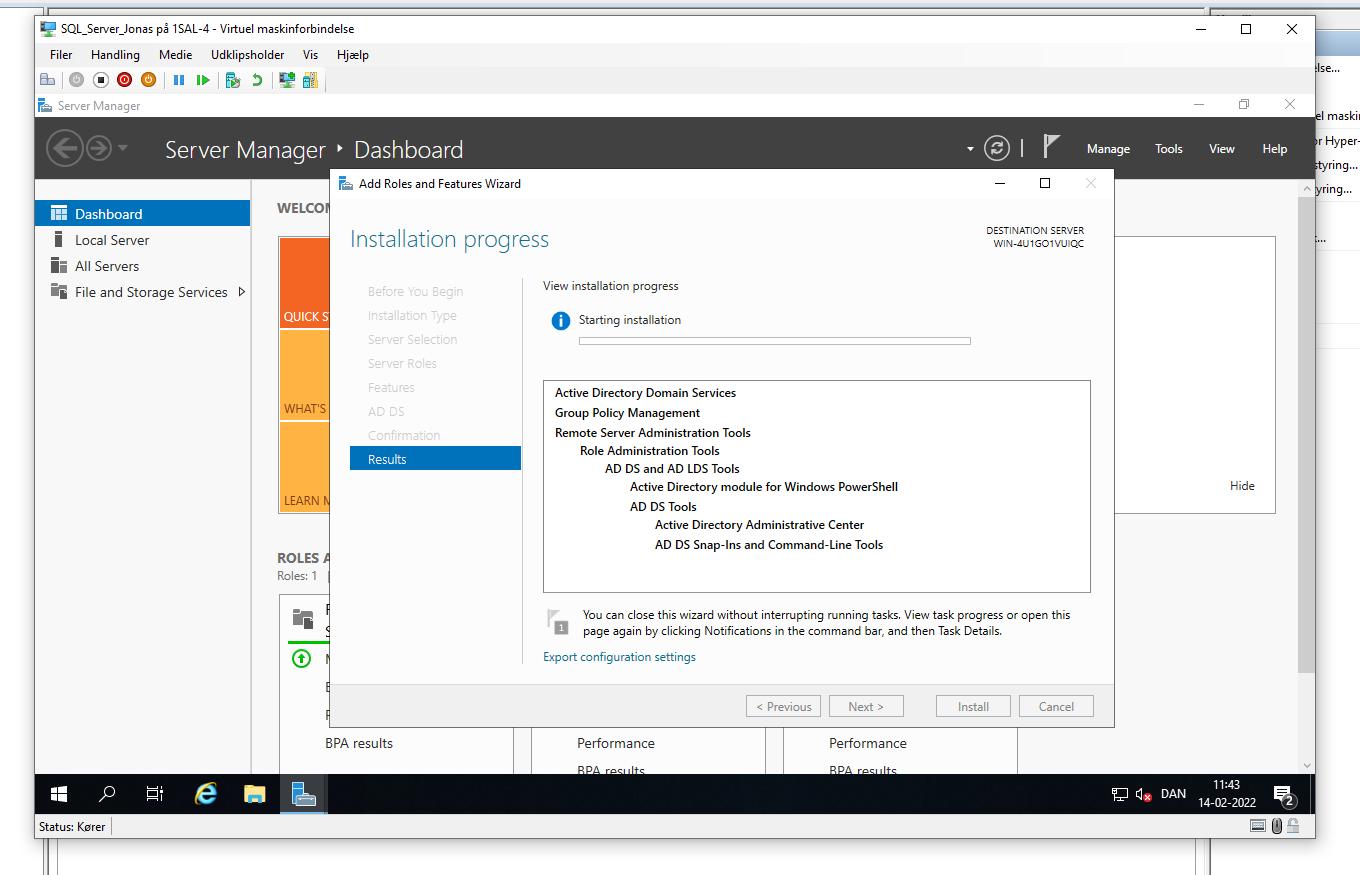 SQL_Server_Jonas på 1SAL-4 - Virtuel maskinforbindelse
Filer Handling Medie Udklipsholder Vis Hjælp
Server Manager
Server Manager Dashboard
Manage Tools View Help
Dashboard
Local Server
All Servers
File and Storage Services
Add Roles and Features Wizard
Installation progress
DESTINATION SERVER
WIN-4U1GO1VUIQC
Before You Begin
Installation Type
Server Selection
Server Roles
Features
AD DS
Confirmation
Results
View installation progress
Starting installation
Active Directory Domain Services
Group Policy Management
Remote Server Administration Tools
Role Administration Tools
AD DS and AD LDS Tools
Active Directory module for Windows PowerShell
AD DS Tools
Active Directory Administrative Center
AD DS Snap-Ins and Command-Line Tools
1
You can close this wizard without interrupting running tasks. View task progress or open this
page again by clicking Notifications in the command bar, and then Task Details.
Export configuration settings
< Previous Next > Install Cancel
QUICK
WHAT'S
LEARN
Hide
ROLES
Roles: 1
BPA results
Performance
BPA results
Performance
BPA results
DAN
11:43
14-02-2022
2
Status: Kører